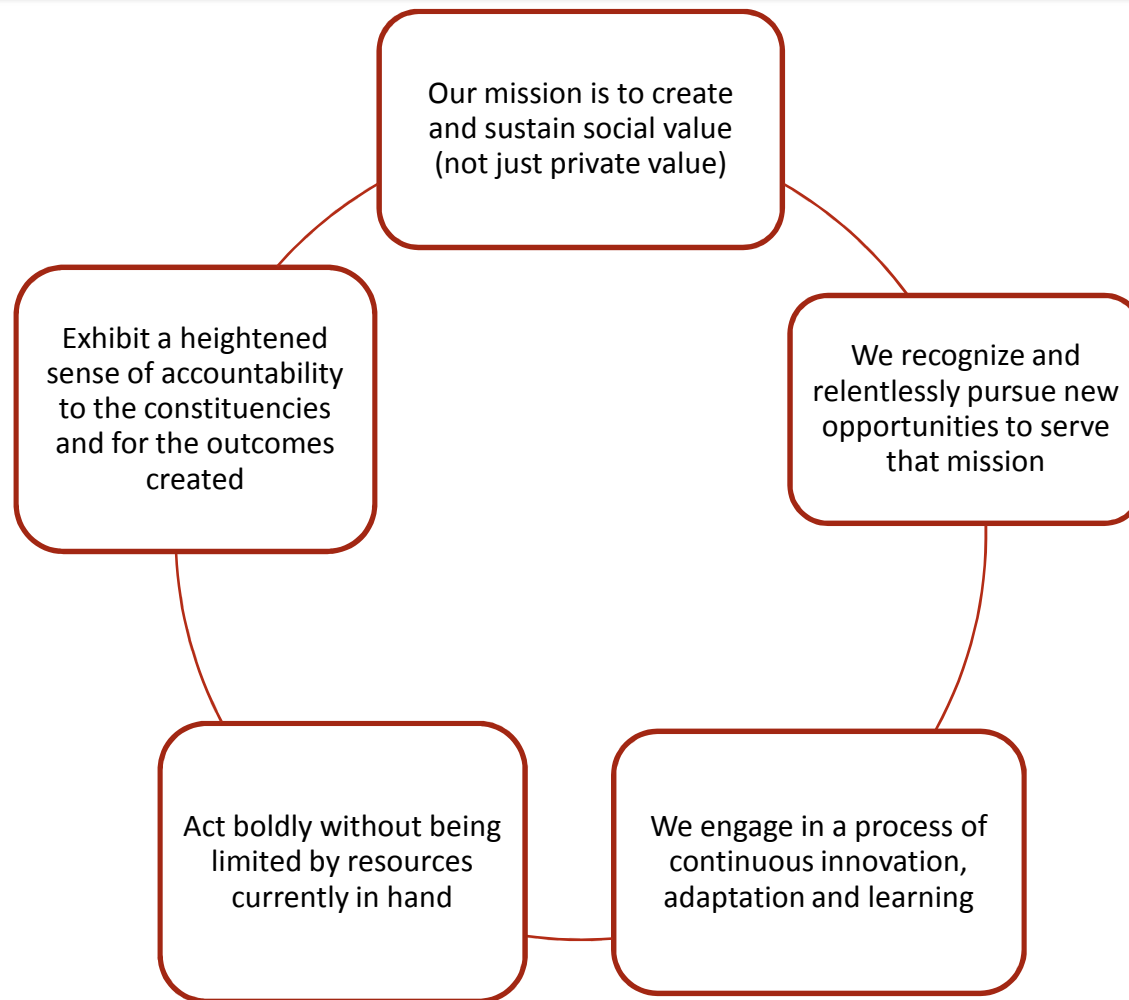 Our mission is to create
and sustain social value
(not just private value)
We recognize and
relentlessly pursue new
opportunities to serve
that mission
We engage in a process of
continuous innovation,
adaptation and learning
Act boldly without being
limited by resources
currently in hand
Exhibit a heightened
sense of accountability
to the constituencies
and for the outcomes
created